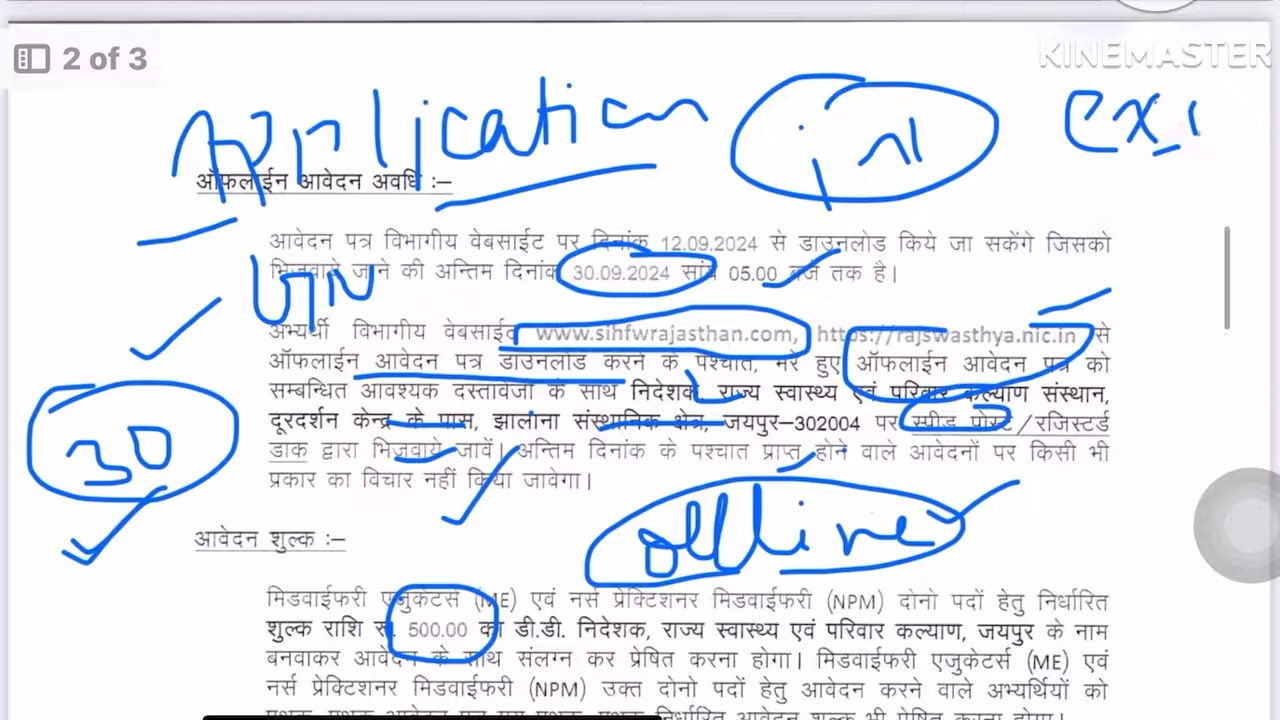 2 of 3
KINEMASTER
Application
exi
ऑफलाईन आवेदन अवधि :–
आवेदन पत्र विभागीय वेबसाईट पर दिनांक 12.09.2024 से डाउनलोड किये जा सकेंगे जिसको
भिजवाये जाने की अन्तिम दिनांक 30.09.2024 सांय 05.00 बजे तक है।
अभ्यर्थी विभागीय वेबसाईट www.sihfwrajasthan.com, https://rajswasthya.nic.in से
ऑफलाईन आवेदन पत्र डाउनलोड करने के पश्चात, भरे हुए ऑफलाईन आवेदन पत्र को
सम्बन्धित आवश्यक दस्तावेजों के साथ निदेशक, राज्य स्वास्थ्य एवं परिवार कल्याण संस्थान,
30
दूरदर्शन केन्द्र के पास, झालाना संस्थानिक क्षेत्र, जयपुर–302004 पर स्पीड पोस्ट/रजिस्टर्ड
डाक द्वारा भिजवाये जावें। अन्तिम दिनांक के पश्चात प्राप्त होने वाले आवेदनों पर किसी भी
प्रकार का विचार नहीं किया जावेगा।
offline
आवेदन शुल्क :–
मिडवाईफरी एजुकेटर्स (ME) एवं नर्स प्रेक्टिशनर मिडवाईफरी (NPM) दोनो पदों हेतु निर्धारित
शुल्क राशि रू. 500.00 का डी.डी. निदेशक, राज्य स्वास्थ्य एवं परिवार कल्याण, जयपुर के नाम
बनवाकर आवेदन के साथ संलग्न कर प्रेषित करना होगा। मिडवाईफरी एजुकेटर्स (ME) एवं
नर्स प्रेक्टिशनर मिडवाईफरी (NPM) उक्त दोनो पदों हेतु आवेदन करने वाले अभ्यर्थियों को
निर्धारित आवेदन शुल्क भी प्रेषित करना होगा।